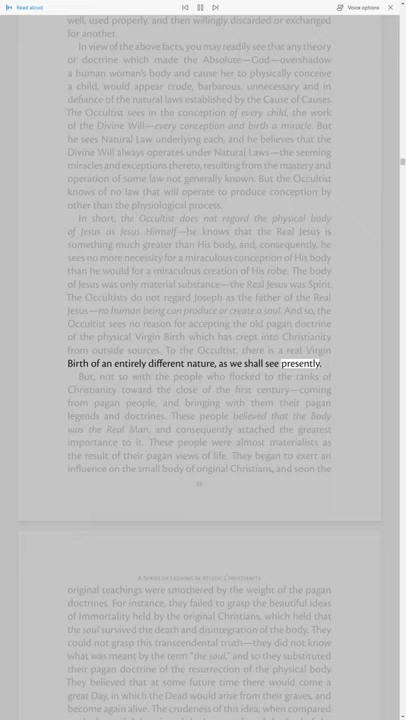 Read aloud
Voice options
well, used properly, and then willingly discarded or exchanged
for another.
In view of the above facts, you may readily see that any theory
or doctrine which made the Absolute—God—overshadow
a human woman's body and cause her to physically conceive
a child, would appear crude, barbarous, unnecessary and in
defiance of the natural laws established by the Cause of Causes.
The Occultist sees in the conception of every child, the work
of the Divine Will—every conception and birth a miracle. But
he sees Natural Law underlying each, and he believes that the
Divine Will always operates under Natural Laws—the seeming
miracles and exceptions thereto, resulting from the mastery and
operation of some law not generally known. But the Occultist
knows of no law that will operate to produce conception by
other than the physiological process.
In short, the Occultist does not regard the physical body
of Jesus as Jesus Himself—he knows that the Real Jesus is
something much greater than His body, and, consequently, he
sees no more necessity for a miraculous conception of His body
than he would for a miraculous creation of His robe. The body
of Jesus was only material substance—the Real Jesus was Spirit.
The Occultists do not regard Joseph as the father of the Real
Jesus—no human being can produce or create a soul. And so, the
Occultist sees no reason for accepting the old pagan doctrine
of the physical Virgin Birth which has crept into Christianity
from outside sources. To the Occultist, there is a real Virgin
Birth of an entirely different nature, as we shall see presently.
But, not so with the people who flocked to the ranks of
Christianity toward the close of the first century—coming
from pagan people, and bringing with them their pagan
legends and doctrines. These people believed that the Body
was the Real Man, and consequently attached the greatest
importance to it. These people were almost materialists as
the result of their pagan views of life. They began to exert an
influence on the small body of original Christians, and soon the
A Series of Lessons in Mystic Christianity
original teachings were smothered by the weight of the pagan
doctrines. For instance, they failed to grasp the beautiful ideas
of Immortality held by the original Christians, which held that
the soul survived the death and disintegration of the body. They
could not grasp this transcendental truth—they did not know
what was meant by the term "the soul," and so they substituted
their pagan doctrine of the resurrection of the physical body.
They believed that at some future time there would come a
great Day, in which the Dead would arise from their graves, and
become again alive. The crudeness of this idea, when compared